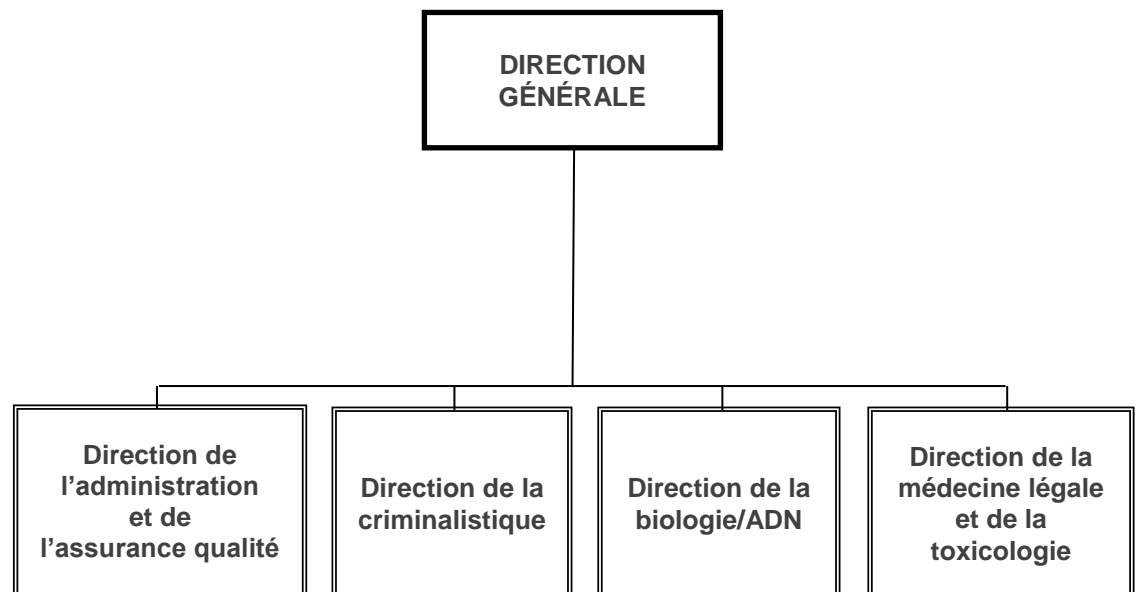 DIRECTION
GÉNÉRALE
Direction de
l’administration
et de
l’assurance qualité
Direction de la
criminalistique
Direction de la
biologie/ADN
Direction de la
médecine légale
et de la
toxicologie